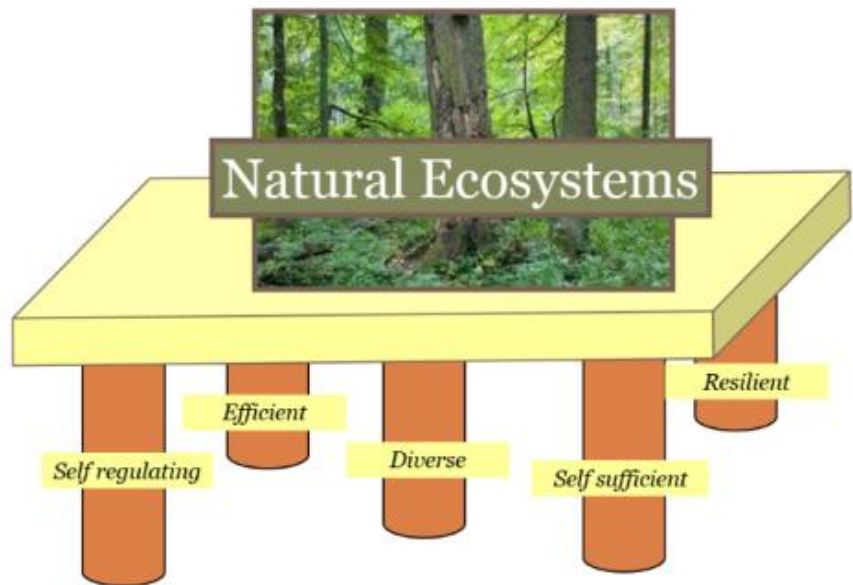 Natural Ecosystems
Resilient
Efficient
Diverse
Self regulating
Self sufficient